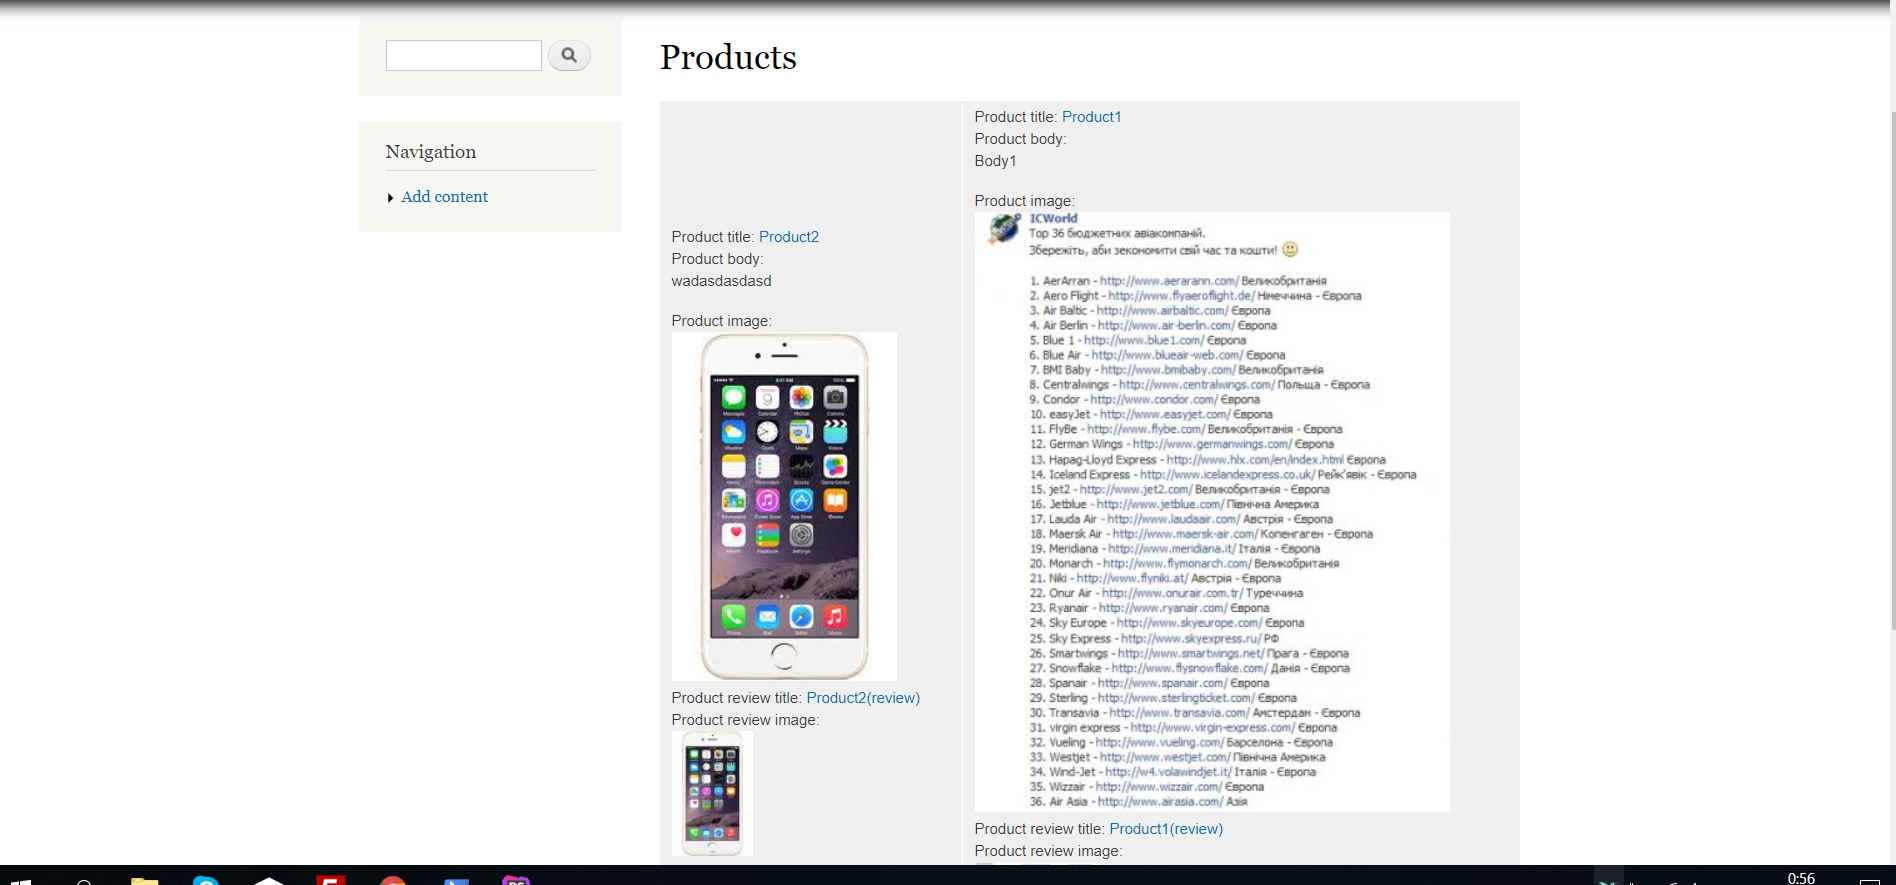 Products
Navigation
Add content
Product title: Product2
Product body:
wadasdasdasd
Product image:
Product review title: Product2(review)
Product review image:
Product title: Product1
Product body:
Body1
Product image:
ICWorld
Top 36 бюджетних авіакомпаній.
Збережіть, аби зекономити свій час та кошти!
1. AerArran - http://www.aerarann.com/ Великобританія
2. Aero Flight - http://www.flyaeroflight.de/ Німеччина - Європа
3. Air Baltic - http://www.airbaltic.com/ Європа
4. Air Berlin - http://www.air-berlin.com/ Європа
5. Blue 1 - http://www.blue1.com/ Європа
6. Blue Air - http://www.blueair-web.com/ Європа
7. BMI Baby - http://www.bmibaby.com/ Великобританія
8. Centralwings - http://www.centralwings.com/ Польща - Європа
9. Condor - http://www.condor.com/ Європа
10. easyJet - http://www.easyjet.com/ Європа
11. FlyBe - http://www.flybe.com/ Великобританія - Європа
12. German Wings - http://www.germanwings.com/ Європа
13. Hapag-Lloyd Express - http://www.hlx.com/en/index.html Європа
14. Iceland Express - http://www.icelandexpress.co.uk/ Рейк'явік - Європа
15. jet2 - http://www.jet2.com/ Великобританія - Європа
16. Jetblue - http://www.jetblue.com/ Північна Америка
17. Lauda Air - http://www.laudaair.com/ Австрія - Європа
18. Maersk Air - http://www.maersk-air.com/ Копенгаген - Європа
19. Meridiana - http://www.meridiana.it/ Італія - Європа
20. Monarch - http://www.flymonarch.com/ Великобританія
21. Niki - http://www.flyniki.at/ Австрія - Європа
22. Onur Air - http://www.onurair.com.tr/ Туреччина
23. Ryanair - http://www.ryanair.com/ Європа
24. Sky Europe - http://www.skyeurope.com/ Європа
25. Sky Express - http://www.skyexpress.ru/ РФ
26. Smartwings - http://www.smartwings.net/ Прага - Європа
27. Snowflake - http://www.flysnowflake.com/ Данія - Європа
28. Spanair - http://www.spanair.com/ Європа
29. Sterling - http://www.sterlingticket.com/ Європа
30. Transavia - http://www.transavia.com/ Амстердам - Європа
31. virgin express - http://www.virgin-express.com/ Європа
32. Vueling - http://www.vueling.com/ Барселона - Європа
33. Westjet - http://www.westjet.com/ Північна Америка
34. Wind-Jet - http://w4.volawindjet.it/ Італія - Європа
35. Wizzair - http://www.wizzair.com/ Європа
36. Air Asia - http://www.airasia.com/ Азія
Product review title: Product1(review)
Product review image:
0:56